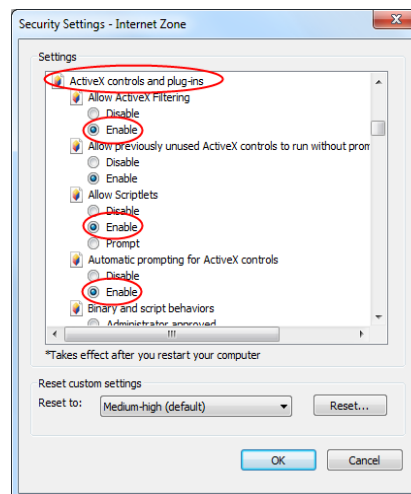 Security Settings - Internet Zone
Settings
ActiveX controls and plug-ins
Allow ActiveX Filtering
Disable
Enable
Allow previously unused ActiveX controls to run without prom
Disable
Enable
Allow Scriptlets
Disable
Enable
Prompt
Automatic prompting for ActiveX controls
Disable
Enable
Binary and script behaviors
Administrator approved
*Takes effect after you restart your computer
Reset custom settings
Reset to: Medium-high (default) Reset...
OK Cancel